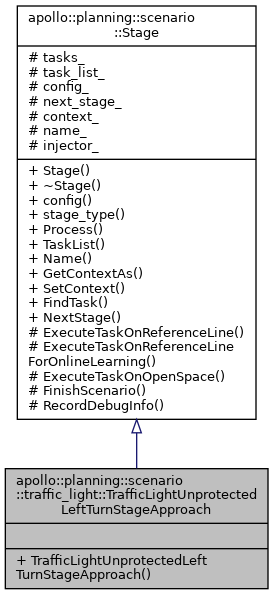 apollo::planning::scenario
::Stage
# tasks_
# task_list_
# config_
# next_stage_
# context_
# name_
# injector_
+ Stage()
+ ~Stage()
+ config()
+ stage_type()
+ Process()
+ TaskList()
+ Name()
+ GetContextAs()
+ SetContext()
+ FindTask()
+ NextStage()
# ExecuteTaskOnReferenceLine()
# ExecuteTaskOnReferenceLine
ForOnlineLearning()
# ExecuteTaskOnOpenSpace()
# FinishScenario()
# RecordDebugInfo()
apollo::planning::scenario
::traffic_light::TrafficLightUnprotected
LeftTurnStageApproach
+ TrafficLightUnprotectedLeft
TurnStageApproach()